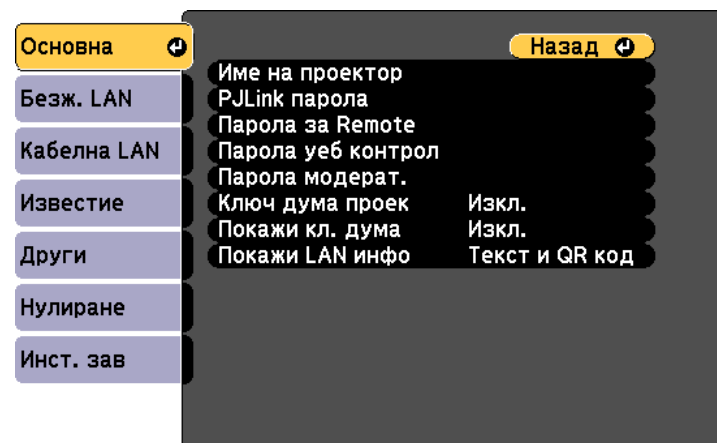 Основна
Безж. LAN
Кабелна LAN
Известие
Други
Нулиране
Инст. зав
Назад
Име на проектор
PJLink парола
Парола за Remote
Парола уеб контрол
Парола модерат.
Ключ дума проек Изкл.
Покажи кл. дума Изкл.
Покажи LAN инфо Текст и QR код